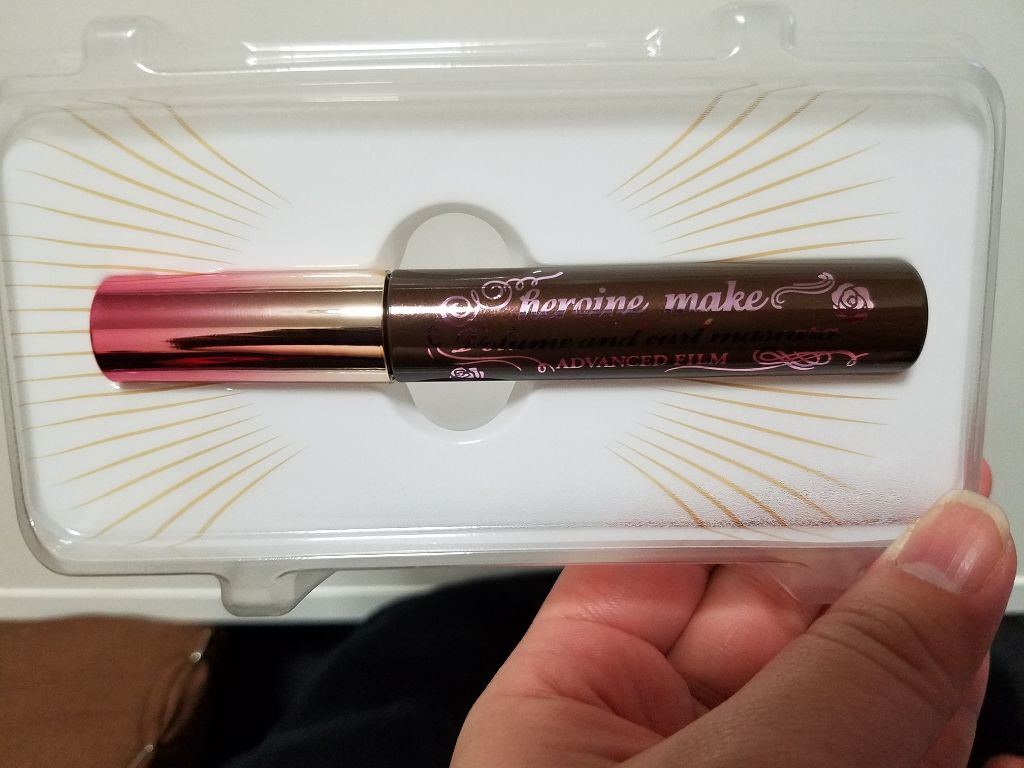 heroine make
Volume and curl mascara
ADVANCED FILM